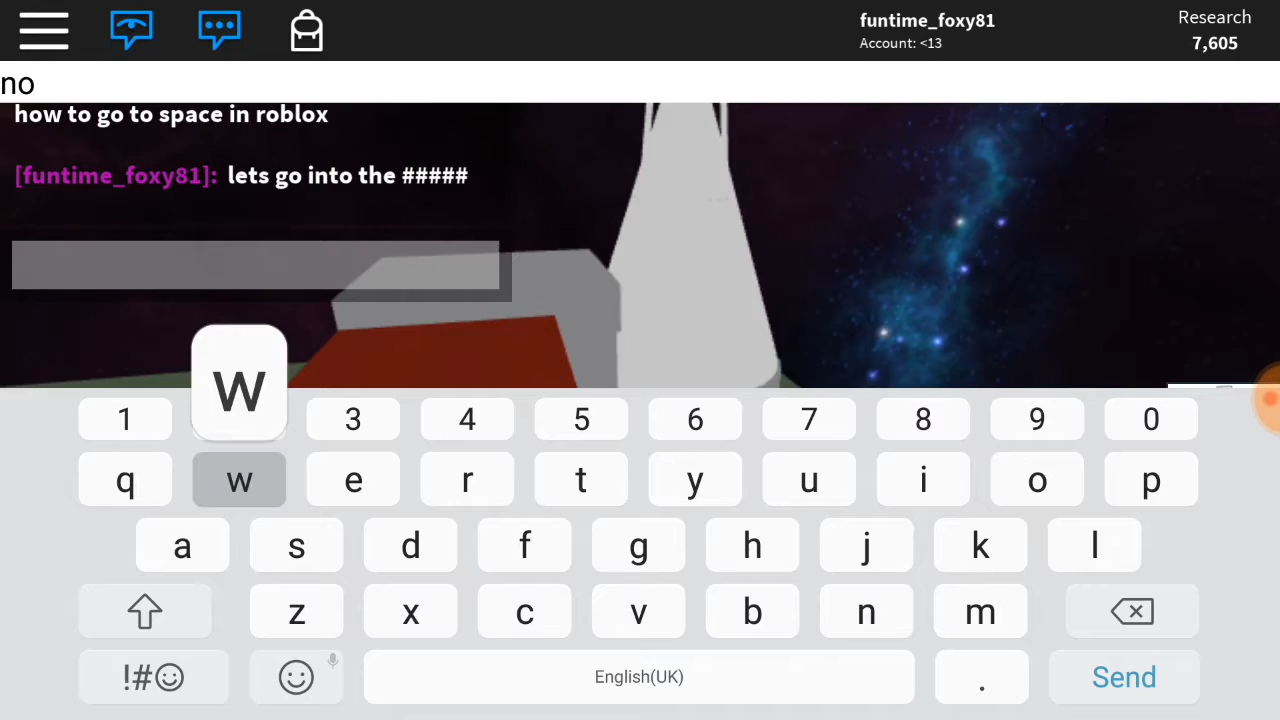 funtime_foxy81
Account: <13
Research
7,605
no
how to go to space in roblox
[funtime_foxy81]: lets go into the #####
W
1 3 4 5 6 7 8 9 0
q w e r t y u i o p
a s d f g h j k l
z x c v b n m
!#
English(UK)
.
Send